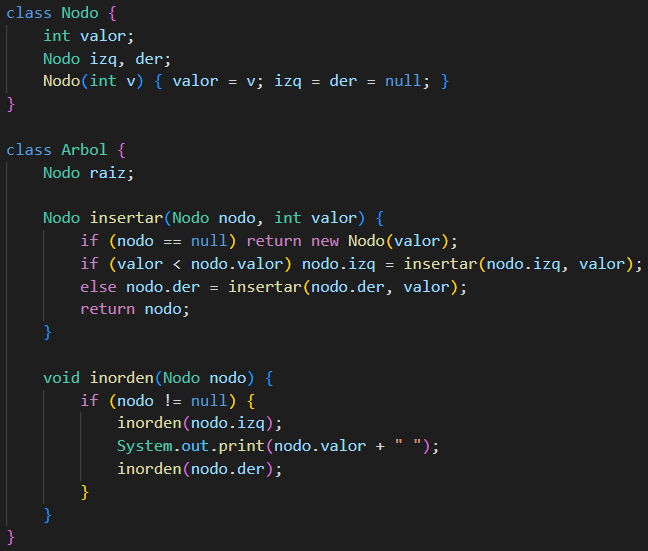 class Nodo {
    int valor;
    Nodo izq, der;
    Nodo(int v) { valor = v; izq = der = null; }
}

class Arbol {
    Nodo raiz;

    Nodo insertar(Nodo nodo, int valor) {
        if (nodo == null) return new Nodo(valor);
        if (valor < nodo.valor) nodo.izq = insertar(nodo.izq, valor);
        else nodo.der = insertar(nodo.der, valor);
        return nodo;
    }

    void inorden(Nodo nodo) {
        if (nodo != null) {
            inorden(nodo.izq);
            System.out.print(nodo.valor + " ");
            inorden(nodo.der);
        }
    }
}